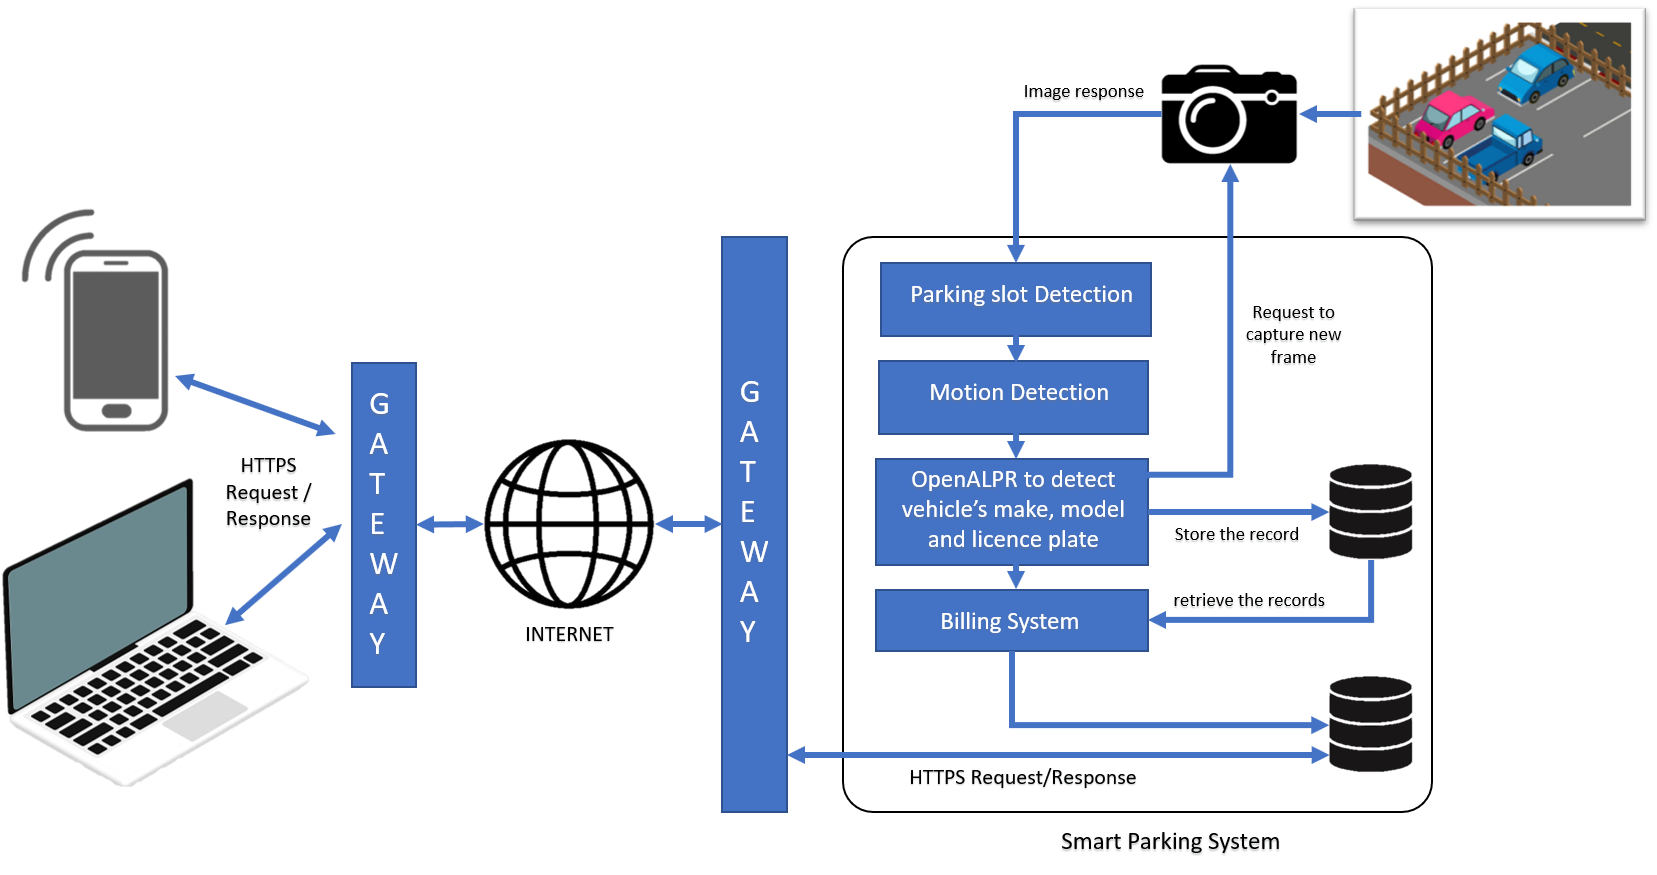 Image response
Parking slot Detection
Request to
capture new
frame
Motion Detection
G
A
T
E
W
A
Y
G
A
T
E
W
A
Y
HTTPS
Request /
Response
OpenALPR to detect
vehicle's make, model
and licence plate
Store the record
retrieve the records
Billing System
INTERNET
HTTPS Request/Response
Smart Parking System